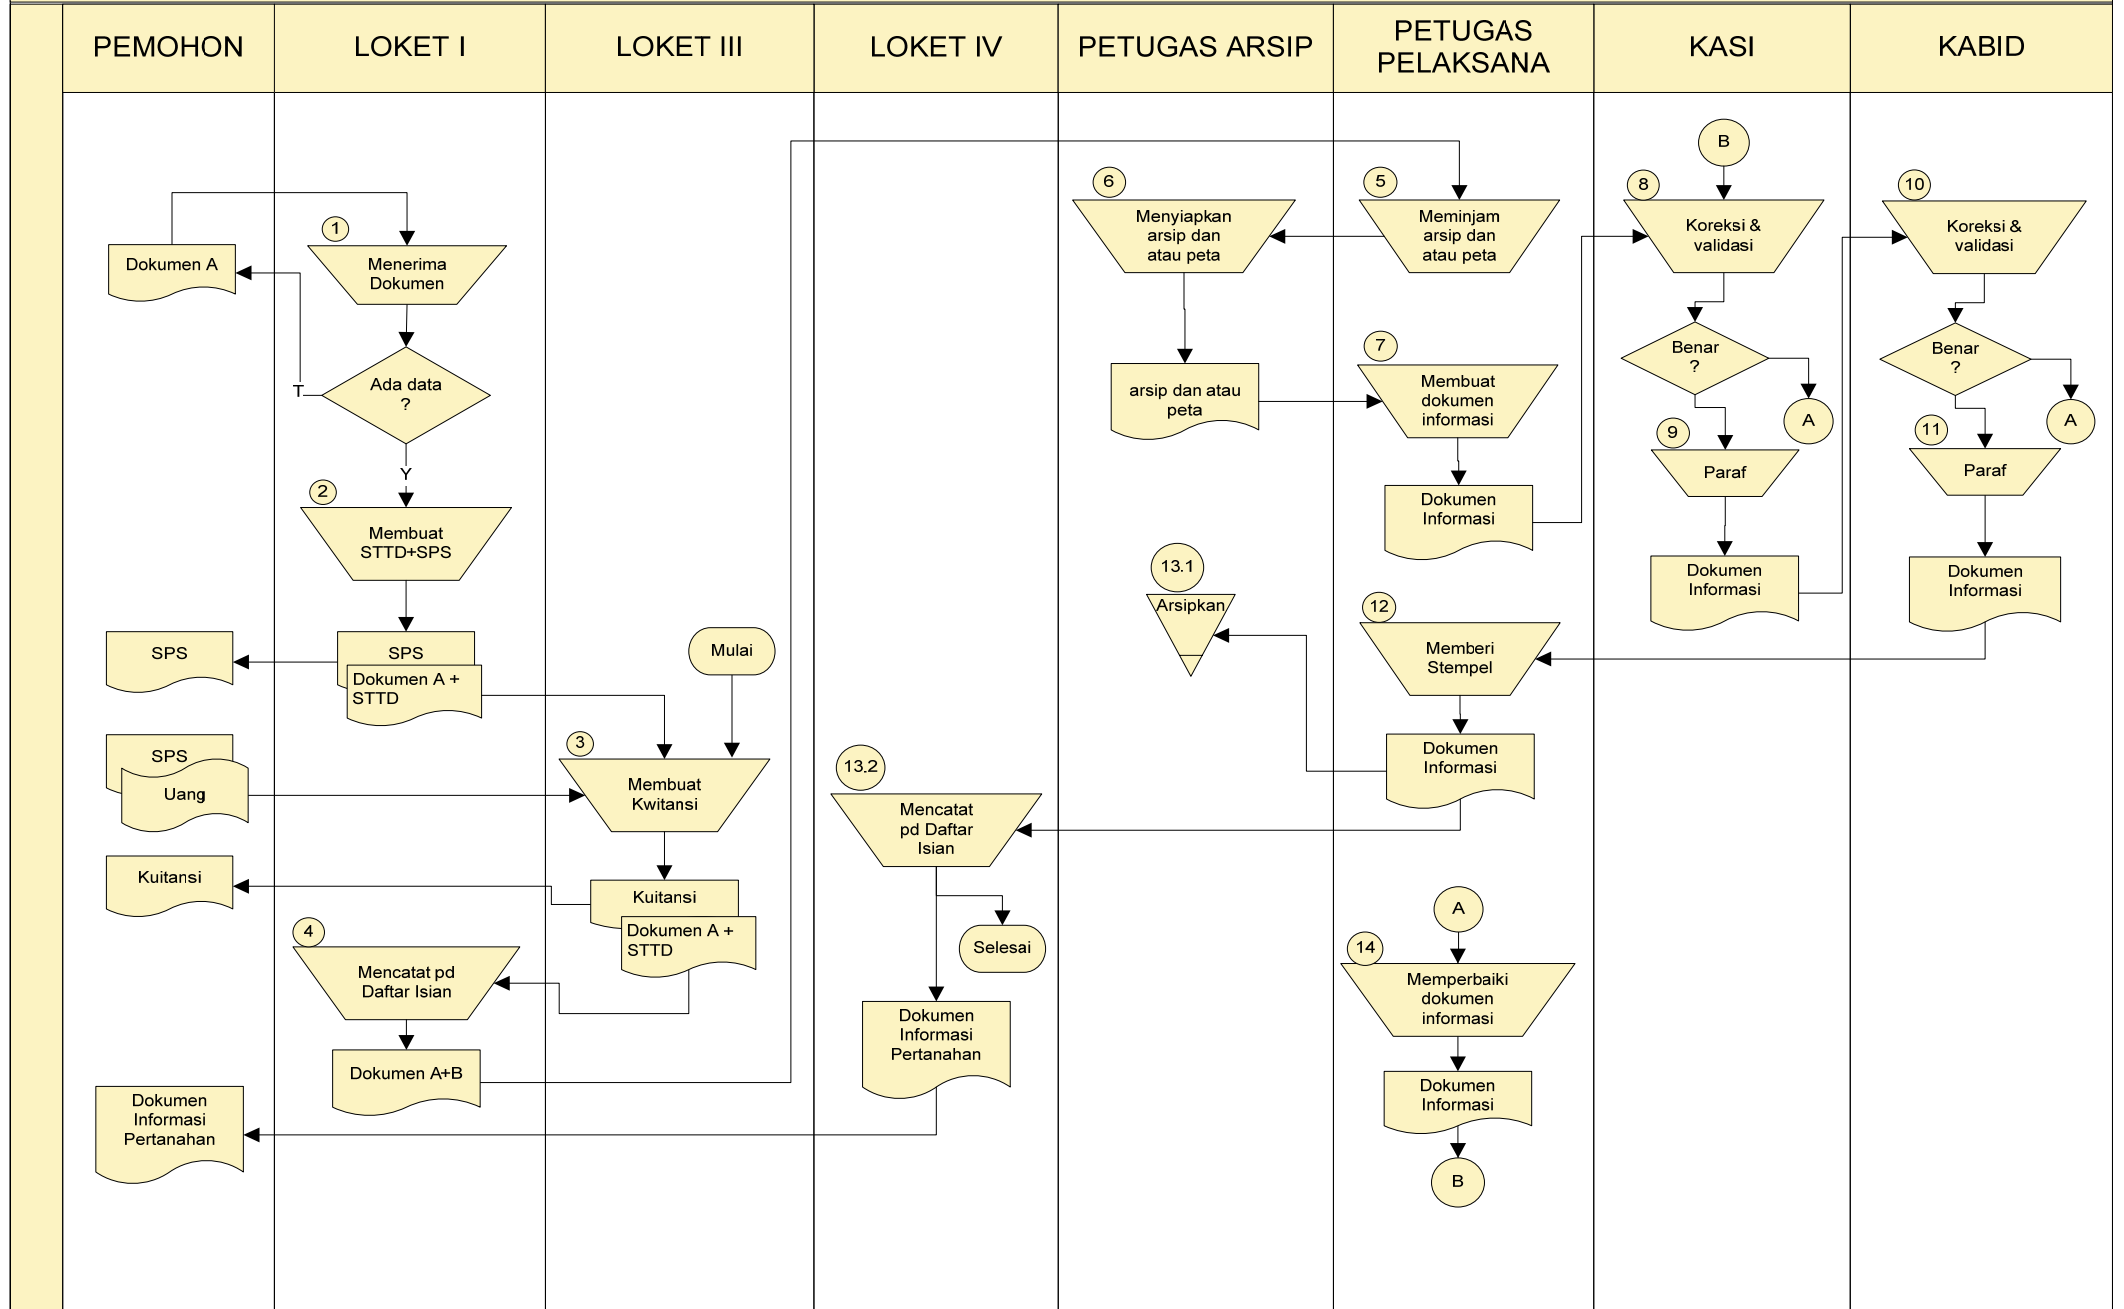 PEMOHON
LOKET I
LOKET III
LOKET IV
PETUGAS ARSIP
PETUGAS
PELAKSANA
KASI
KABID
Dokumen A
1
Menerima
Dokumen
Ada data
?
T
Y
2
Membuat
STTD+SPS
SPS
Dokumen A +
STTD
SPS
SPS
Uang
Kuitansi
Mulai
3
Membuat
Kwitansi
Kuitansi
Dokumen A +
STTD
4
Mencatat pd
Daftar Isian
Dokumen A+B
Dokumen
Informasi
Pertanahan
13.2
Mencatat
pd Daftar
Isian
Selesai
Dokumen
Informasi
Pertanahan
6
Menyiapkan
arsip dan
atau peta
arsip dan atau
peta
13.1
Arsipkan
5
Meminjam
arsip dan
atau peta
7
Membuat
dokumen
informasi
Dokumen
Informasi
12
Memberi
Stempel
Dokumen
Informasi
A
14
Memperbaiki
dokumen
informasi
Dokumen
Informasi
B
B
8
Koreksi &
validasi
Benar
?
A
9
Paraf
Dokumen
Informasi
10
Koreksi &
validasi
Benar
?
A
11
Paraf
Dokumen
Informasi